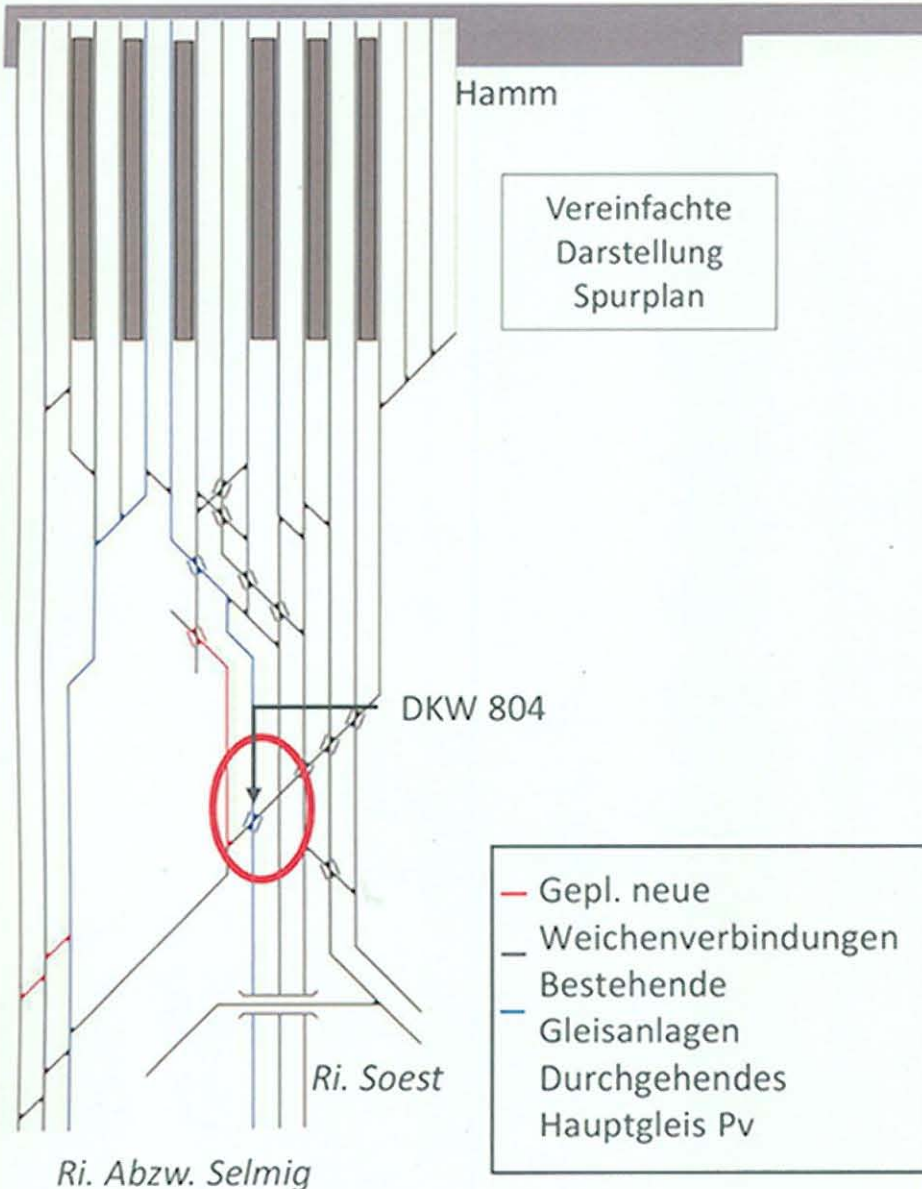 Hamm
Vereinfachte
Darstellung
Spurplan
DKW 804
Gepl. neue
Weichenverbindungen
Bestehende
Gleisanlagen
Durchgehendes
Hauptgleis Pv
Ri. Soest
Ri. Abzw. Selmig